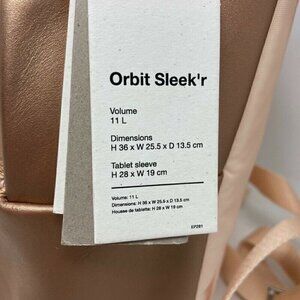 Orbit Sleek'r
Volume
11 L
Dimensions
H 36 x W 25.5 x D 13.5 cm
Tablet sleeve
H 28 x W 19 cm
Volume: 11 L
Dimensions: H 36 x W 25.5 x D 13.5 cm
Housse de tablette: H 28 x W 19 cm
EP281